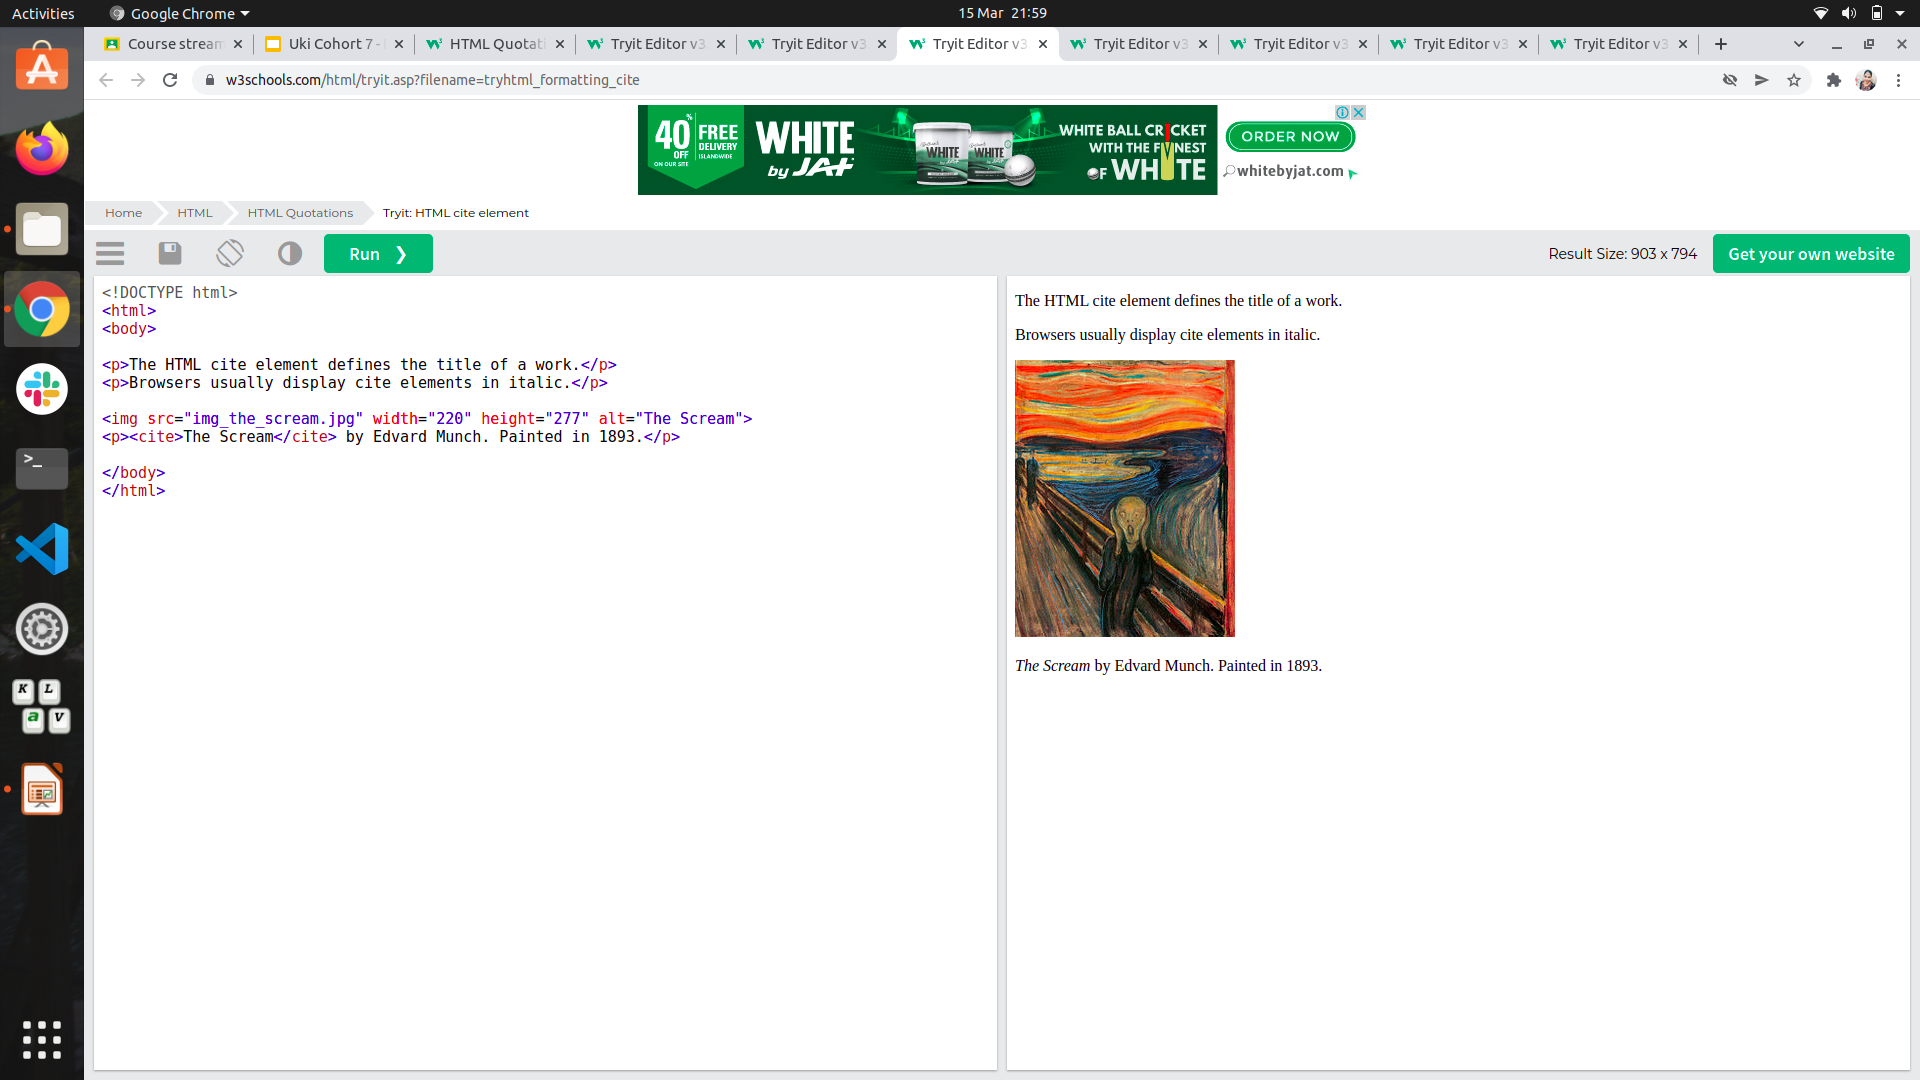 Activities
Google Chrome
15 Mar 21:59
Course stream
Uki Cohort 7 -
HTML Quotati
Tryit Editor v3
Tryit Editor v3
Tryit Editor v3
Tryit Editor v3
Tryit Editor v3
Tryit Editor v3
Tryit Editor v3
w3schools.com/html/tryit.asp?filename=tryhtml_formatting_cite
40% OFF
ON OUR SITE
FREE
DELIVERY
ISLANDWIDE
WHITE
by JAT
WHITE
WHITE
WHITE BALL CRICKET
WITH THE FINEST
OF WHITE
ORDER NOW
whitebyjat.com
Home
HTML
HTML Quotations
Tryit: HTML cite element
Run ❯
Result Size: 903 x 794
Get your own website
<!DOCTYPE html>
<html>
<body>
<p>The HTML cite element defines the title of a work.</p>
<p>Browsers usually display cite elements in italic.</p>
<img src="img_the_scream.jpg" width="220" height="277" alt="The Scream">
<p><cite>The Scream</cite> by Edvard Munch. Painted in 1893.</p>
</body>
</html>
The HTML cite element defines the title of a work.
Browsers usually display cite elements in italic.
The Scream by Edvard Munch. Painted in 1893.
K L
a V